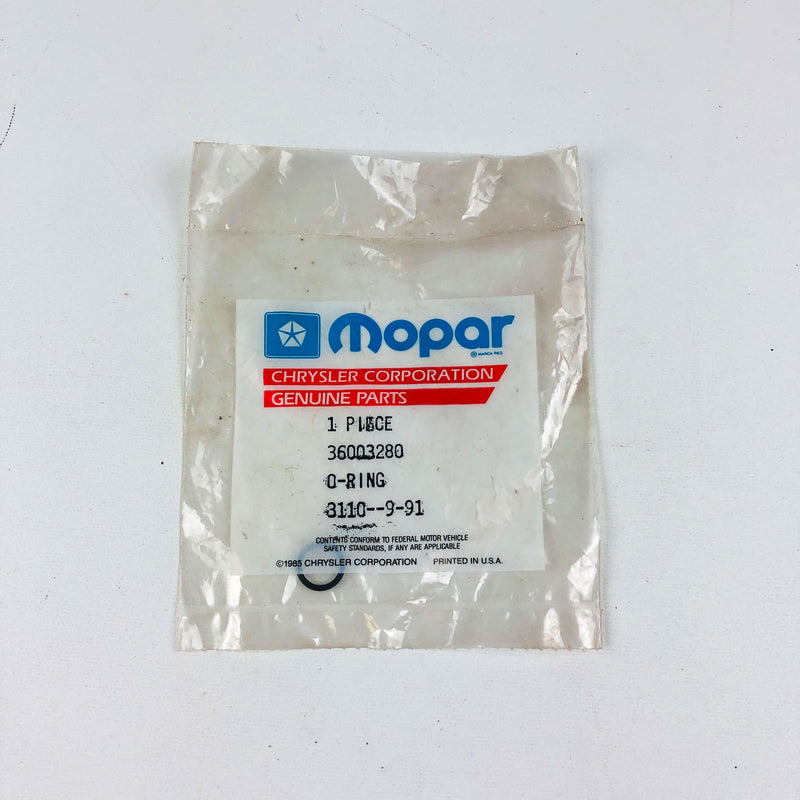 mopar
® MARCA REG.
CHRYSLER CORPORATION
GENUINE PARTS
1 PIECE
36003280
O-RING
3110--9-91
CONTENTS CONFORM TO FEDERAL MOTOR VEHICLE
SAFETY STANDARDS, IF ANY ARE APPLICABLE
©1985 CHRYSLER CORPORATION PRINTED IN U.S.A.